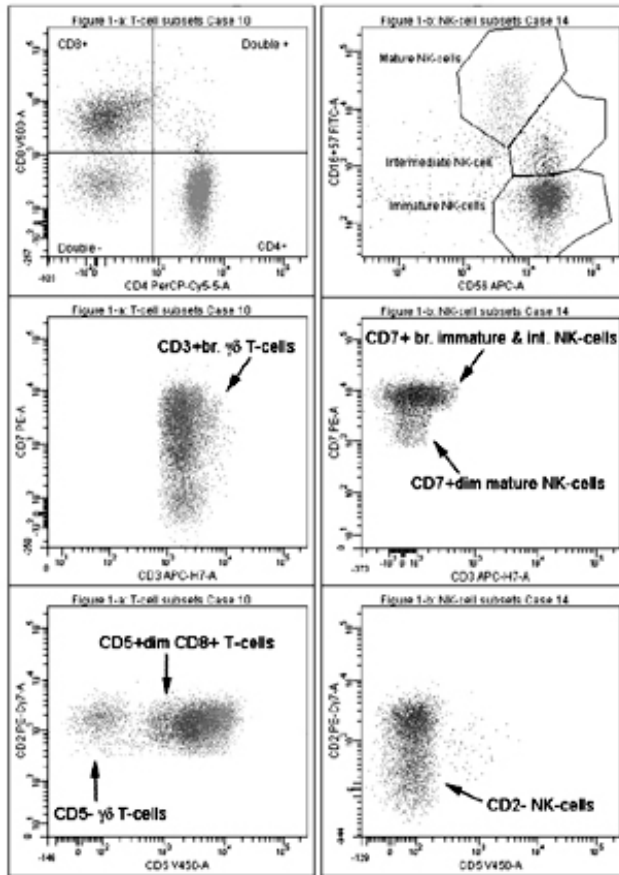 Figure 1-a: T-cell subsets Case 10
CD8+
Double +
Double -
CD4+
CD8 V500-A
CD4 PerCP-Cy5-5-A
Figure 1-b: NK-cell subsets Case 14
Mature NK-cells
Intermediate NK-cell
Immature NK-cells
CD16+57 FITC-A
CD56 APC-A
Figure 1-a: T-cell subsets Case 10
CD3+br. γδ T-cells
CD7 PE-A
CD3 APC-H7-A
Figure 1-b: NK-cell subsets Case 14
CD7+ br. immature & int. NK-cells
CD7+dim mature NK-cells
CD7 PE-A
CD3 APC-H7-A
-373
Figure 1-a: T-cell subsets Case 10
CD5+dim CD8+ T-cells
CD5- γδ T-cells
CD2 PE-Cy7-A
CD5 V450-A
-146
Figure 1-b: NK-cell subsets Case 14
CD2- NK-cells
CD2 PE-Cy7-A
CD5 V450-A
-129